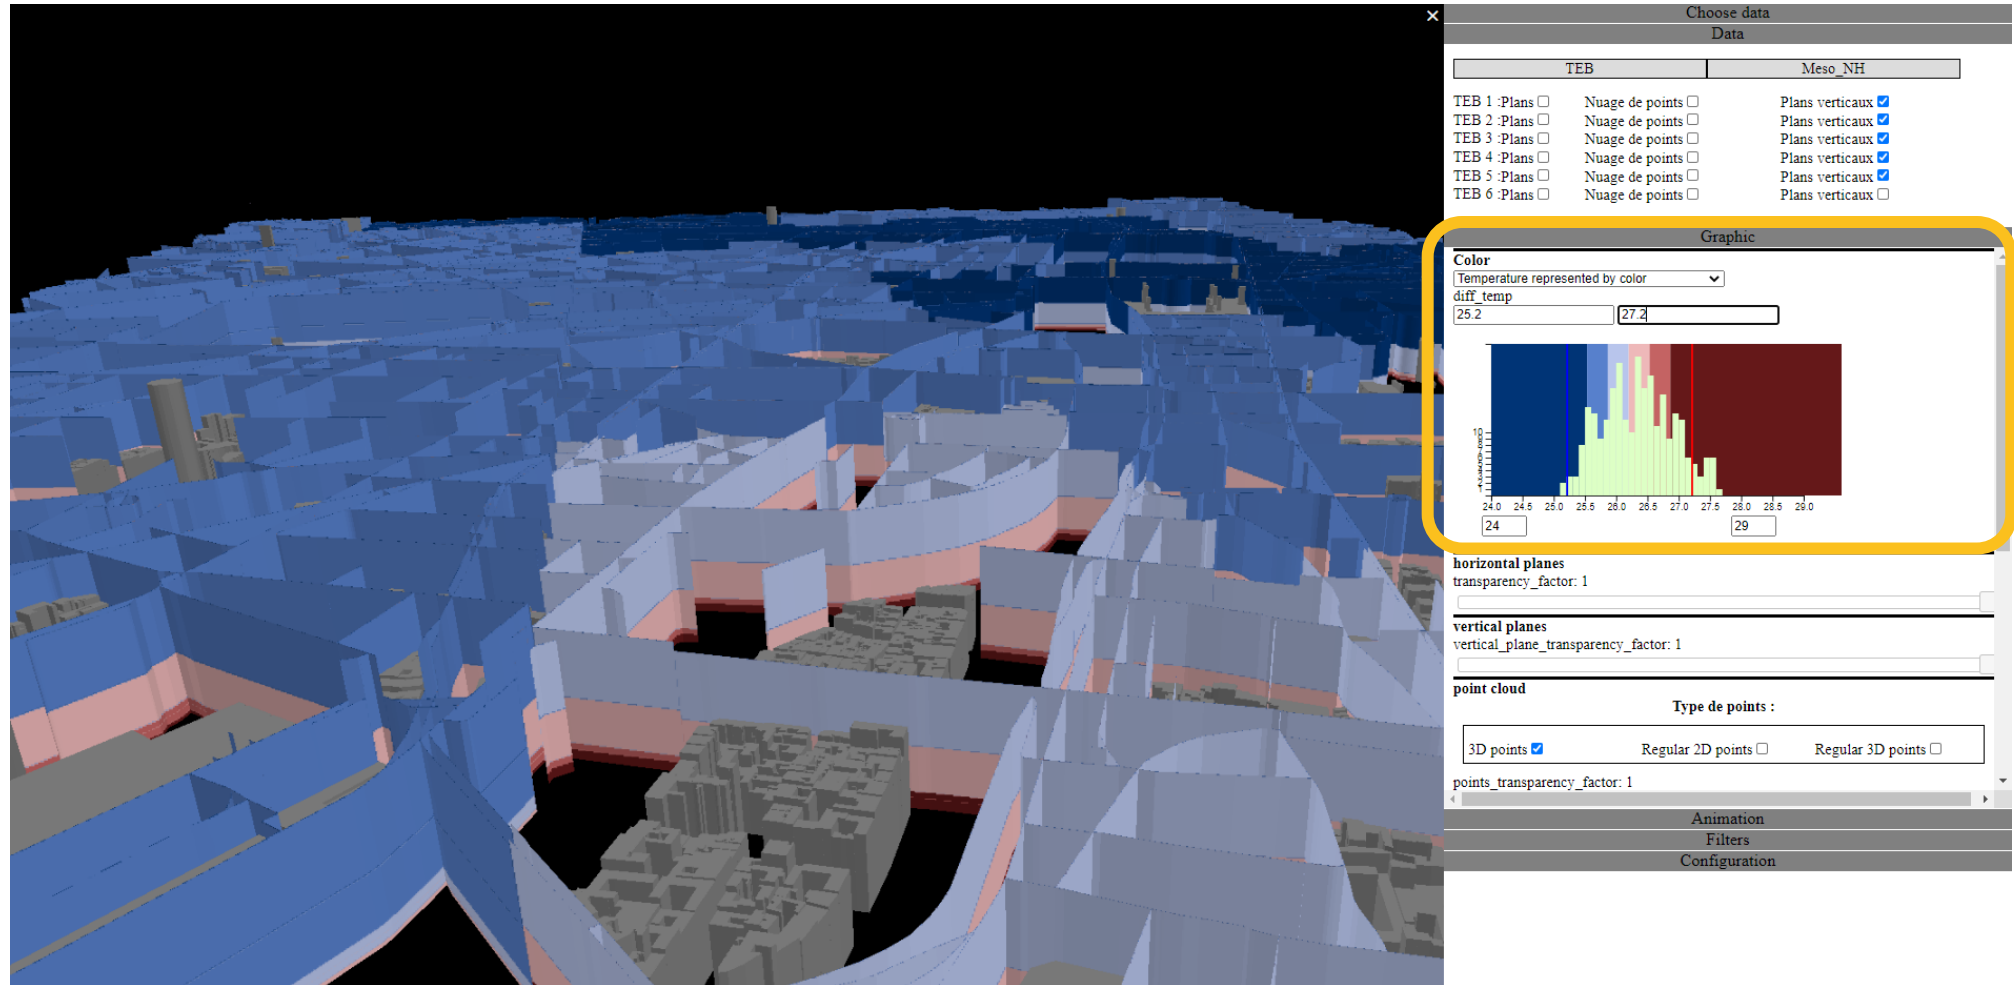 ×
Choose data
Data
TEB Meso_NH
TEB 1 :Plans Nuage de points Plans verticaux
TEB 2 :Plans Nuage de points Plans verticaux
TEB 3 :Plans Nuage de points Plans verticaux
TEB 4 :Plans Nuage de points Plans verticaux
TEB 5 :Plans Nuage de points Plans verticaux
TEB 6 :Plans Nuage de points Plans verticaux
Graphic
Color
Temperature represented by color
diff_temp
25.2 27.2
10
24.0 24.5 25.0 25.5 26.0 26.5 27.0 27.5 28.0 28.5 29.0
24 29
horizontal planes
transparency_factor: 1
vertical planes
vertical_plane_transparency_factor: 1
point cloud
Type de points :
3D points Regular 2D points Regular 3D points
points_transparency_factor: 1
Animation
Filters
Configuration